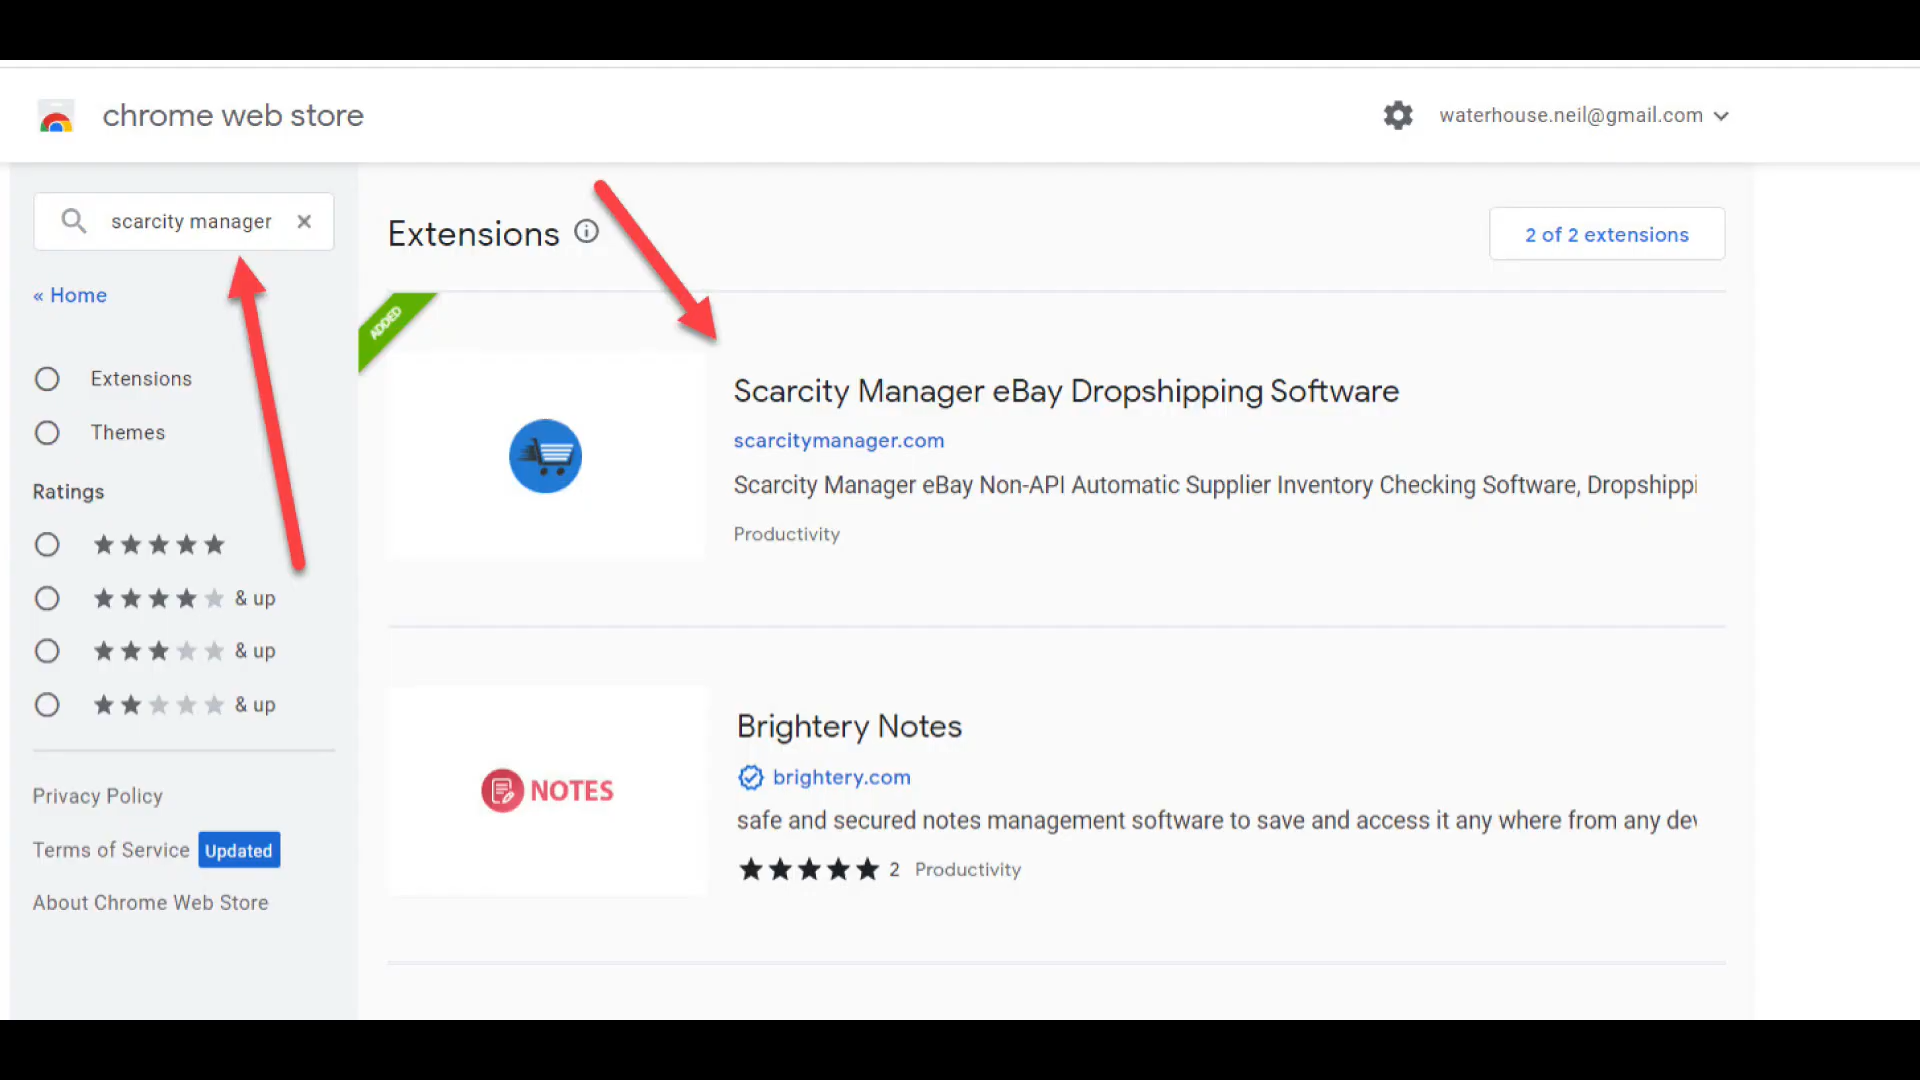 chrome web store
waterhouse.neil@gmail.com
scarcity manager
« Home
Extensions
Themes
Ratings
& up
& up
& up
Privacy Policy
Terms of Service Updated
About Chrome Web Store
Extensions
2 of 2 extensions
ADDED
Scarcity Manager eBay Dropshipping Software
scarcitymanager.com
Scarcity Manager eBay Non-API Automatic Supplier Inventory Checking Software, Dropshippi
Productivity
NOTES
Brightery Notes
brightery.com
safe and secured notes management software to save and access it any where from any dev
2 Productivity